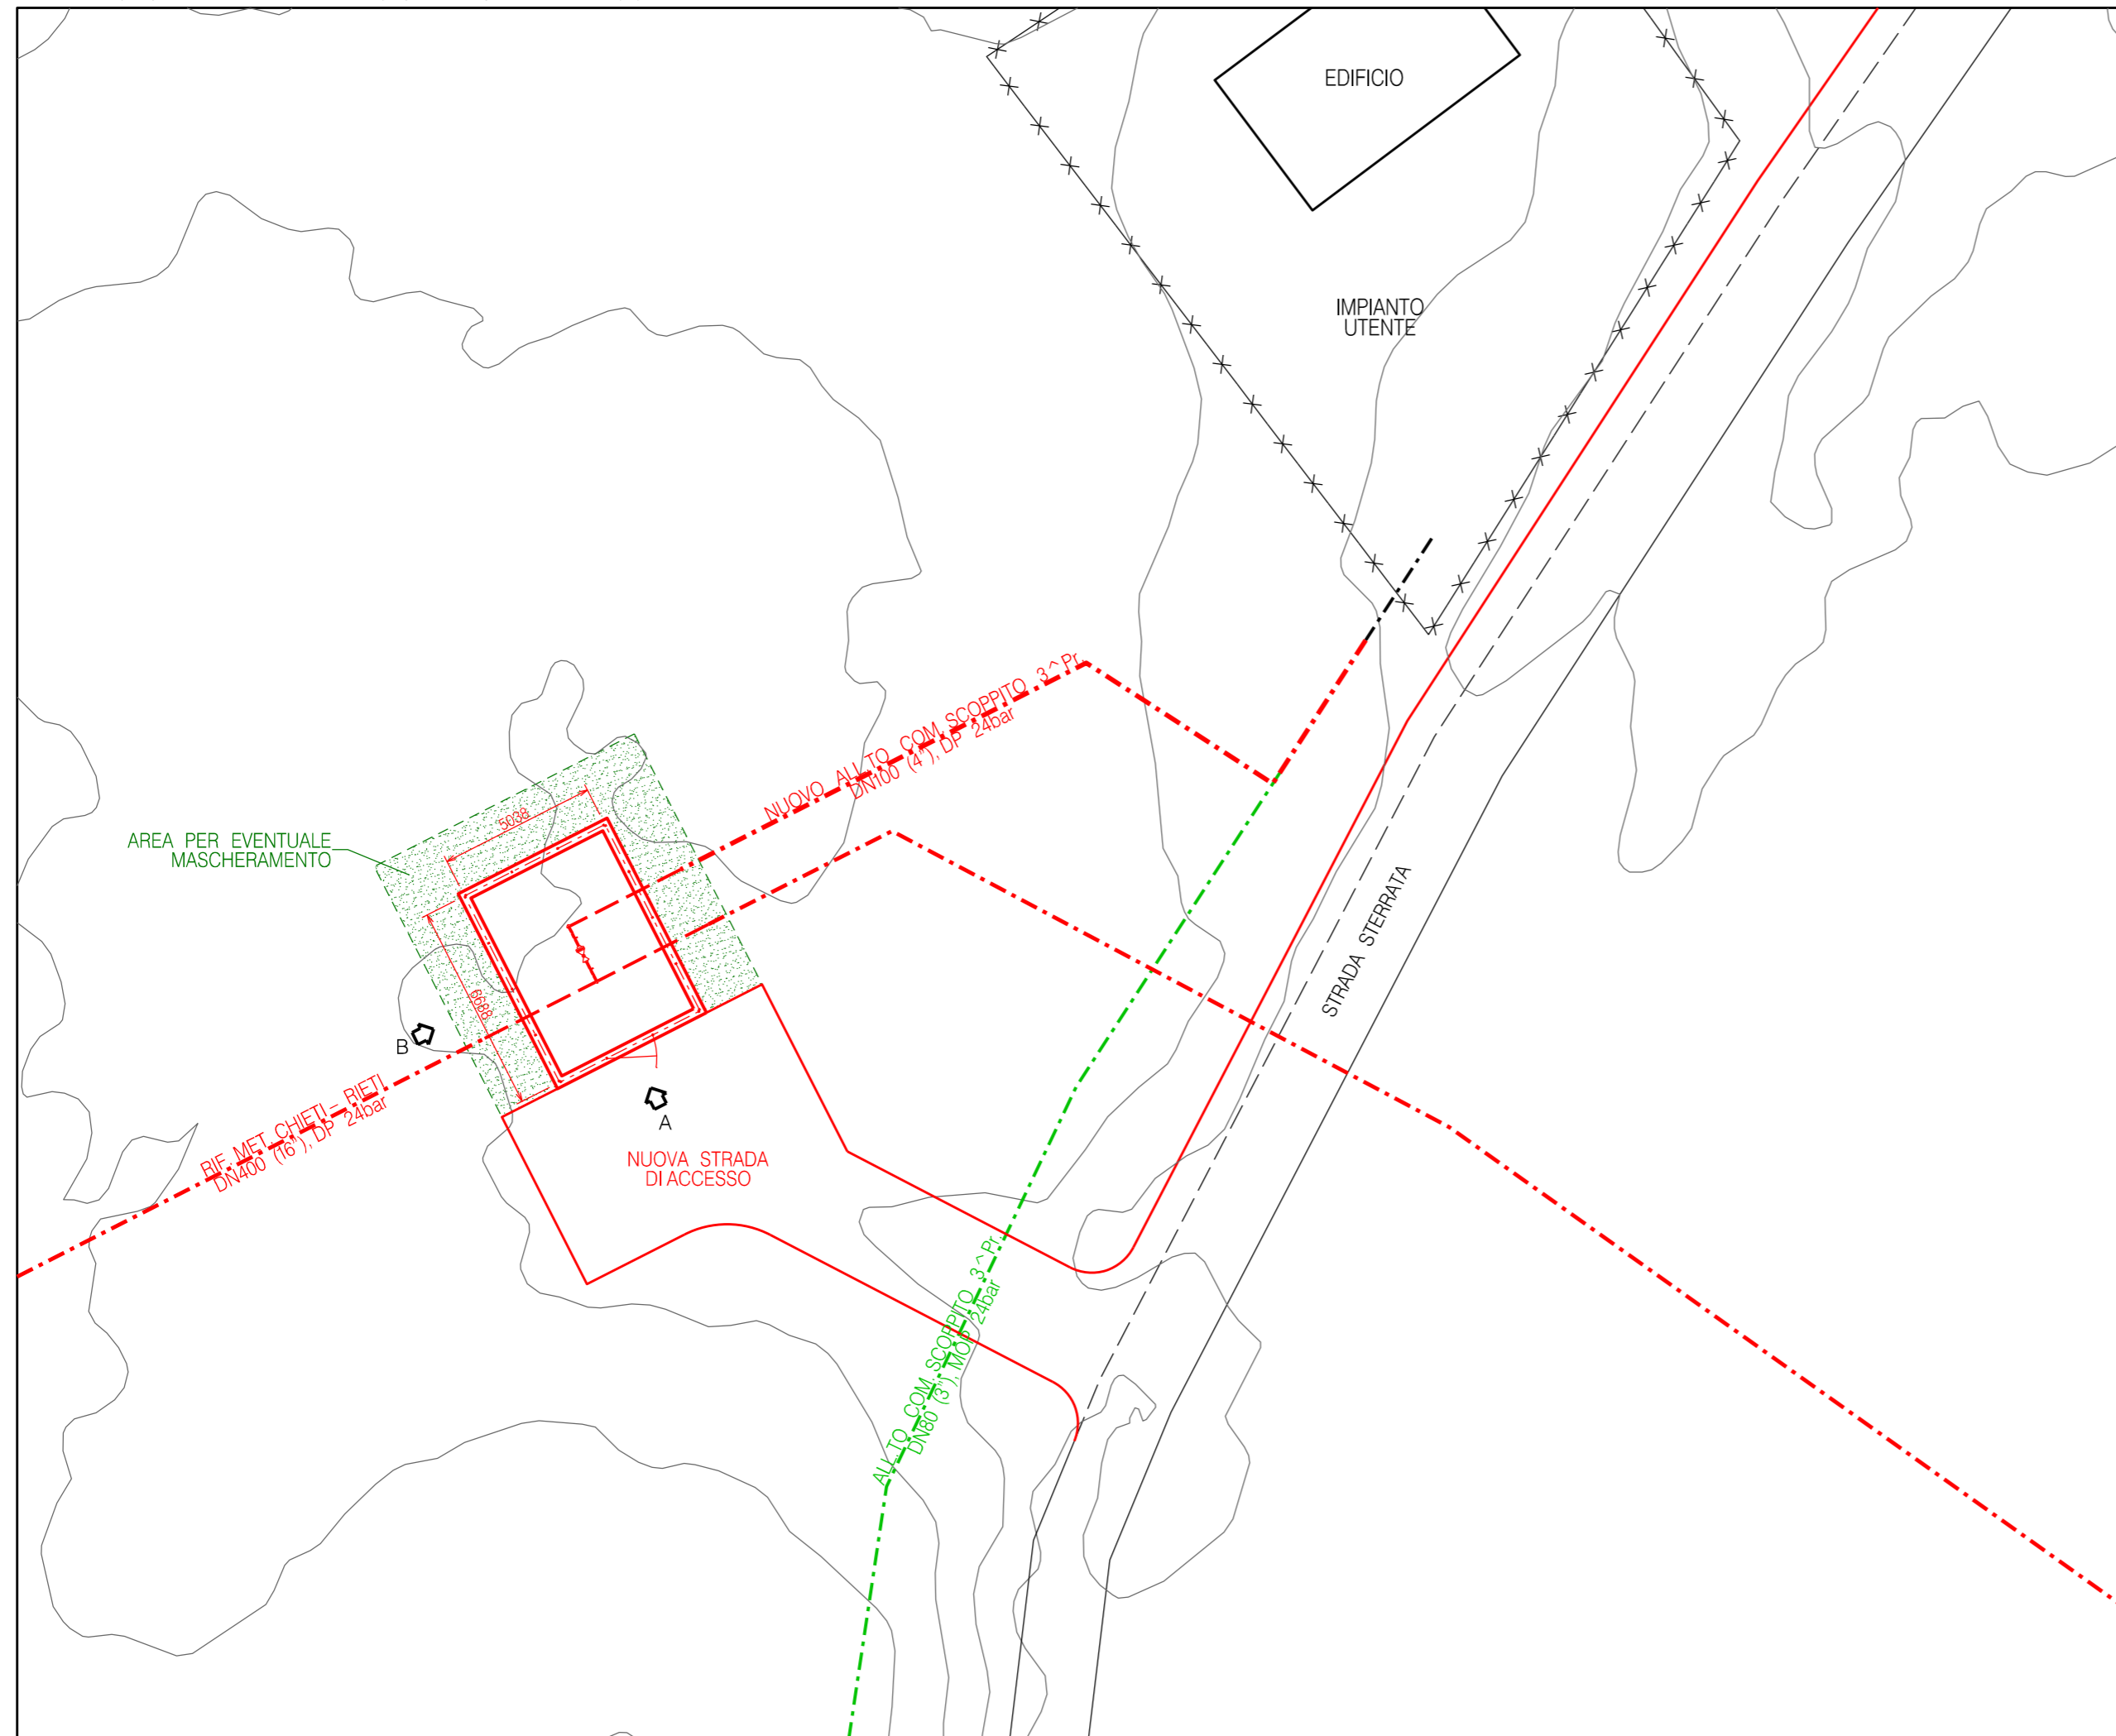 EDIFICIO
IMPIANTO
UTENTE
NUOVO ALL.TO COM. SCOPPITO 3^Pr.
DN100 (4"), DP 24bar
AREA PER EVENTUALE
MASCHERAMENTO
5038
6688
STRADA STERRATA
B
A
RIF. MET. CHIETI - RIETI
DN400 (16"), DP 24bar
NUOVA STRADA
DI ACCESSO
ALL.TO COM. SCOPPITO 3^Pr.
DN80 (3"), MOP 24bar